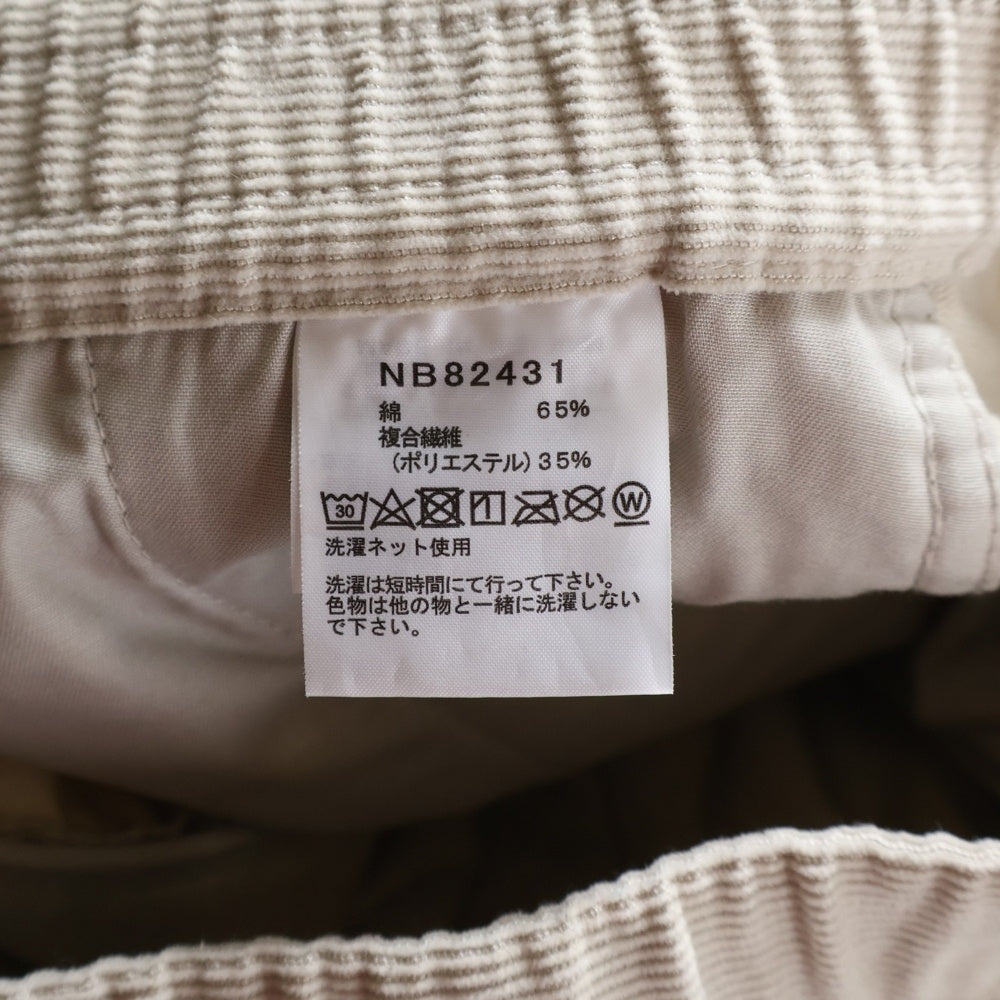 NB82431
綿 65%
複合繊維
(ポリエステル) 35%
30 W
洗濯ネット使用
洗濯は短時間にて行って下さい。
色物は他の物と一緒に洗濯しない
で下さい。